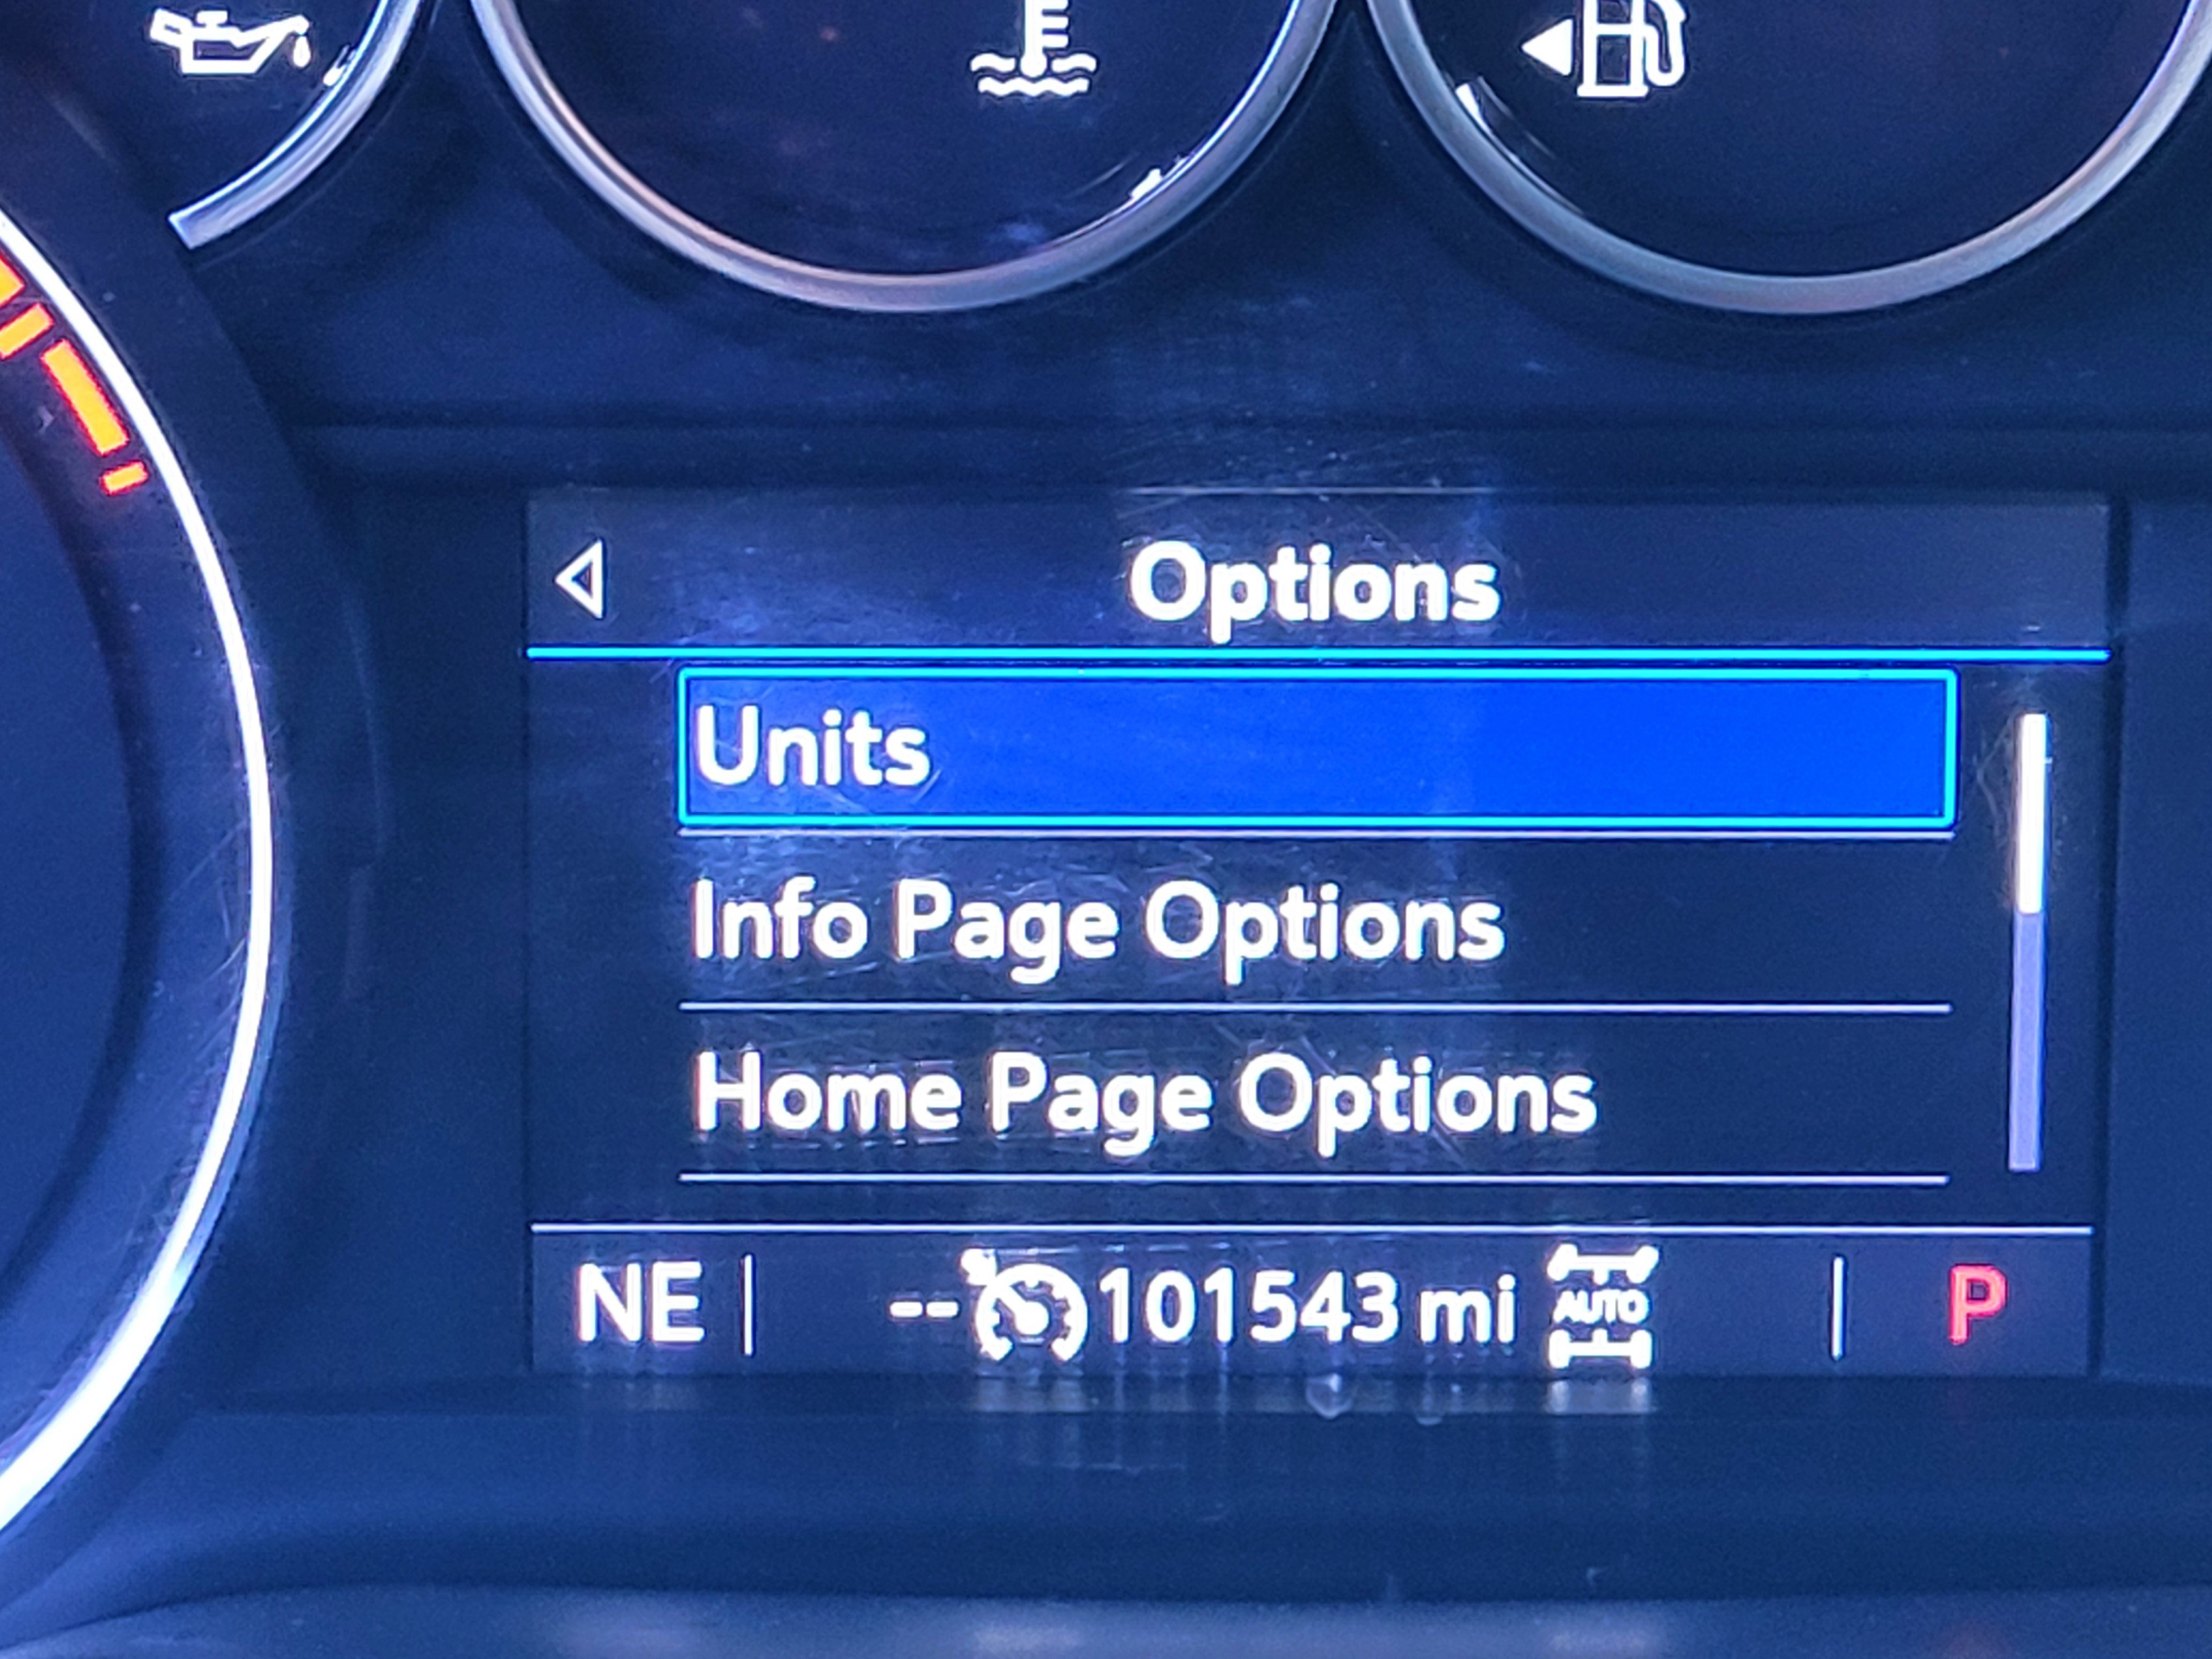 Options
Units
Info Page Options
Home Page Options
NE -- 101543 mi AUTO P